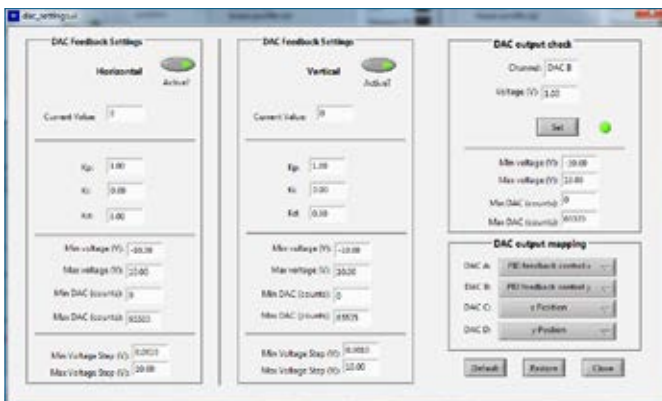 dac_settings.ui
DAC Feedback Settings
Horizontal
Active?
Current Value:
Kp: 1.00
Ki: 0.00
Kd:
Min voltage (V): -10.00
Max voltage (V): 10.00
Min DAC (counts): 0
Max DAC (counts): 65535
Min Voltage Step (V):
Max Voltage Step (V): 10.00
DAC Feedback Settings
Vertical
Active?
Current Value: 0
Kp: 1.00
Ki: 0.00
Kd: 0.00
Min voltage (V): -10.00
Max voltage (V): 10.00
Min DAC (counts): 0
Max DAC (counts): 65535
Min Voltage Step (V):
Max Voltage Step (V): 10.00
DAC output check
Channel: DAC B
Voltage (V): 1.00
Set
Min voltage (V): -10.00
Max voltage (V): 10.00
Min DAC (counts): 0
Max DAC (counts): 65535
DAC output mapping
DAC A: PID feedback control x
DAC B: PID feedback control y
DAC C: x Position
DAC D: y Position
Default
Restore
Close